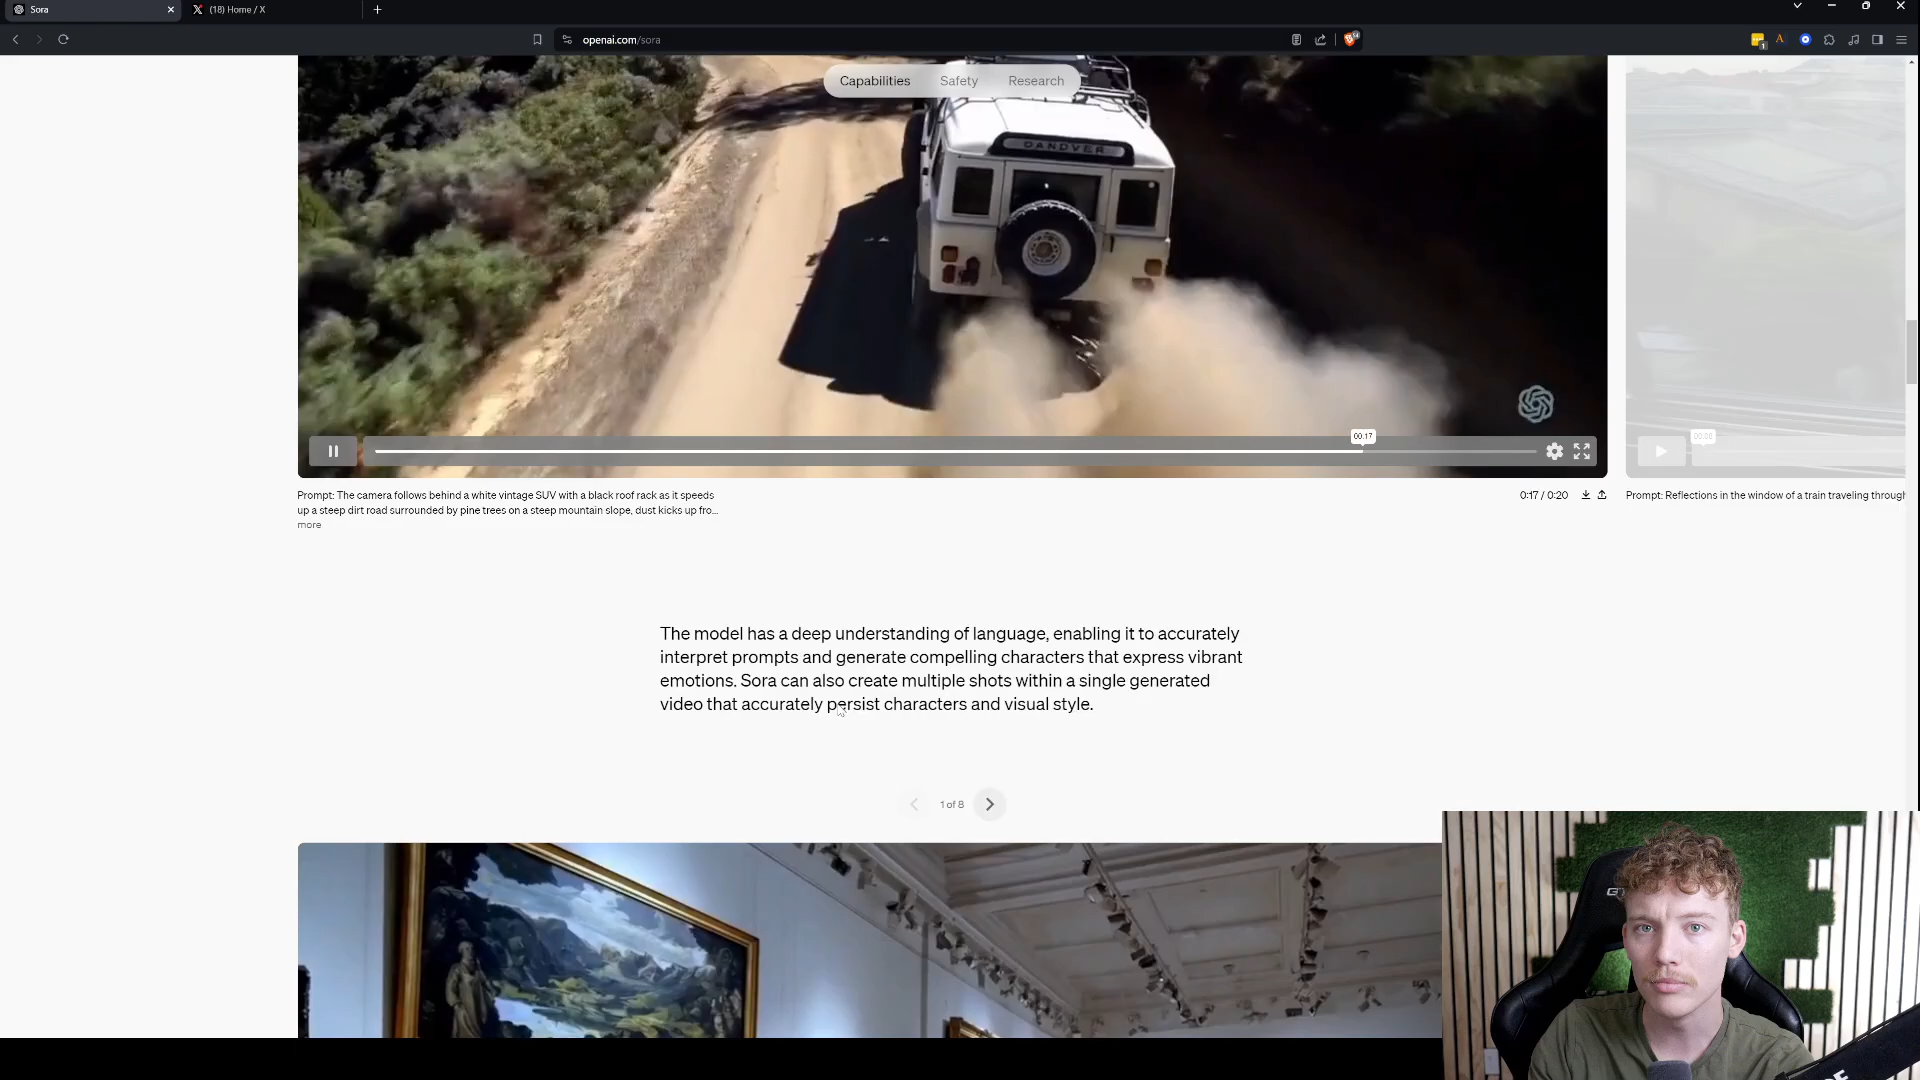 Sora
(18) Home / X
openai.com/sora
1
Capabilities
Safety
Research
DANDVER
00:17
00:08
Prompt: The camera follows behind a white vintage SUV with a black roof rack as it speeds
up a steep dirt road surrounded by pine trees on a steep mountain slope, dust kicks up fro...
more
0:17 / 0:20
Prompt: Reflections in the window of a train traveling through
The model has a deep understanding of language, enabling it to accurately
interpret prompts and generate compelling characters that express vibrant
emotions. Sora can also create multiple shots within a single generated
video that accurately persist characters and visual style.
1 of 8